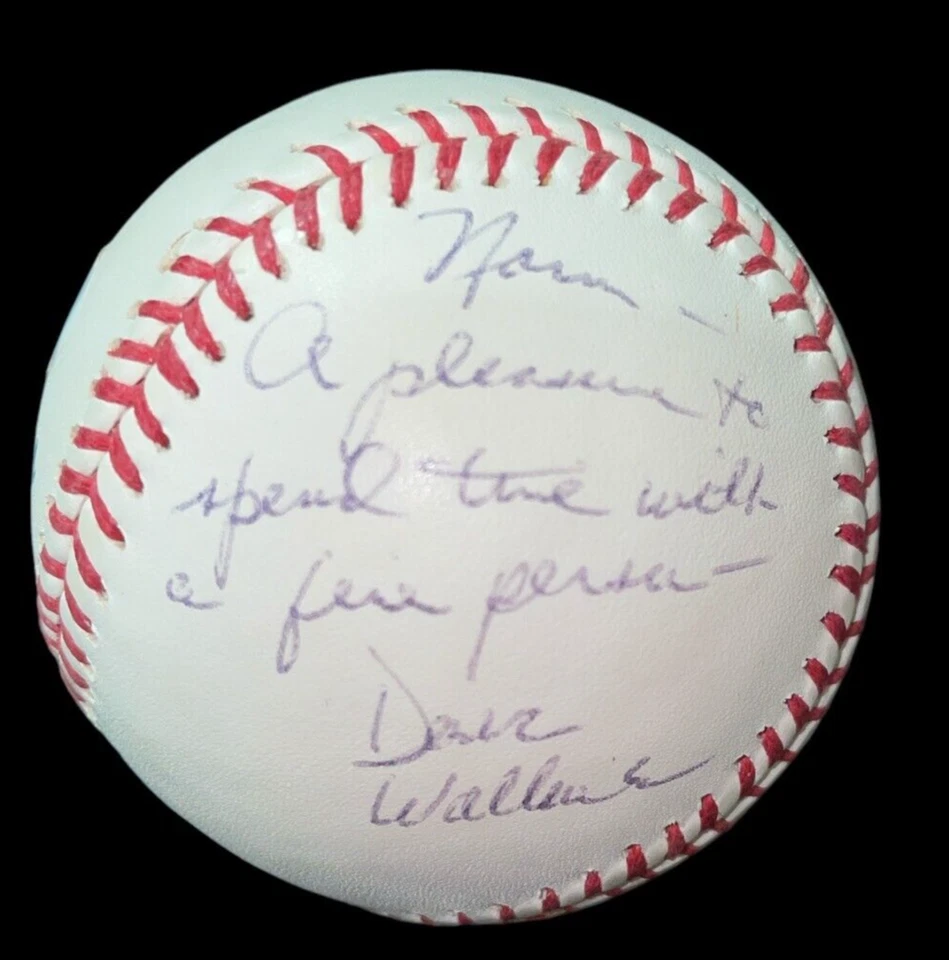 Norm -
A pleasure to
spend time with
a fine person -
Dave
Wallace